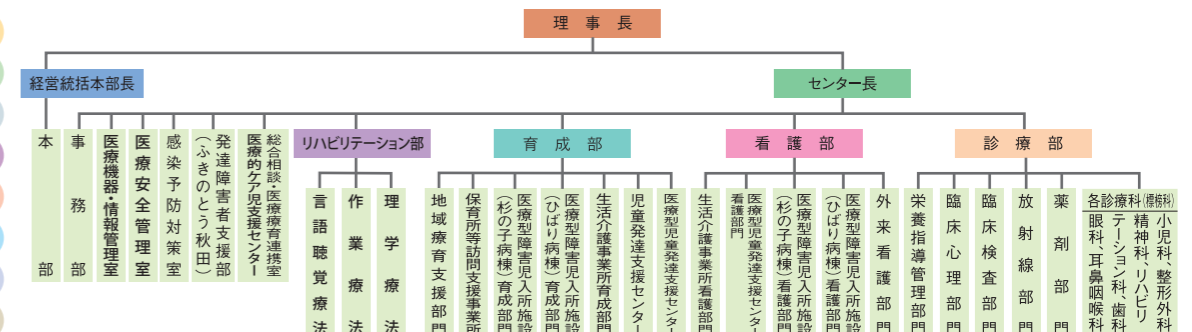 理事長
経営統括本部長
センター長
本部
事務部
医療機器・情報管理室
医療安全管理室
感染予防対策室
発達障害者支援部
（ふきのとう秋田）
総合相談・医療療育連携室
医療的ケア児支援センター
リハビリテーション部
育成部
看護部
診療部
言語聴覚療法
作業療法
理学療法
地域療育支援部門
保育所等訪問支援事業所
医療型障害児入所施設
（杉の子病棟）育成部門
医療型障害児入所施設
（ひばり病棟）育成部門
生活介護事業所育成部門
児童発達支援センター
医療型児童発達支援センター
生活介護事業所看護部門
医療型児童発達支援センター
看護部門
医療型障害児入所施設
（杉の子病棟）看護部門
医療型障害児入所施設
（ひばり病棟）看護部門
外来看護部門
栄養指導管理部門
臨床心理部門
臨床検査部門
放射線部門
薬剤部門
各診療科（標榜科）
小児科、整形外科
精神科、リハビリ
テーション科、歯科
眼科、耳鼻咽喉科